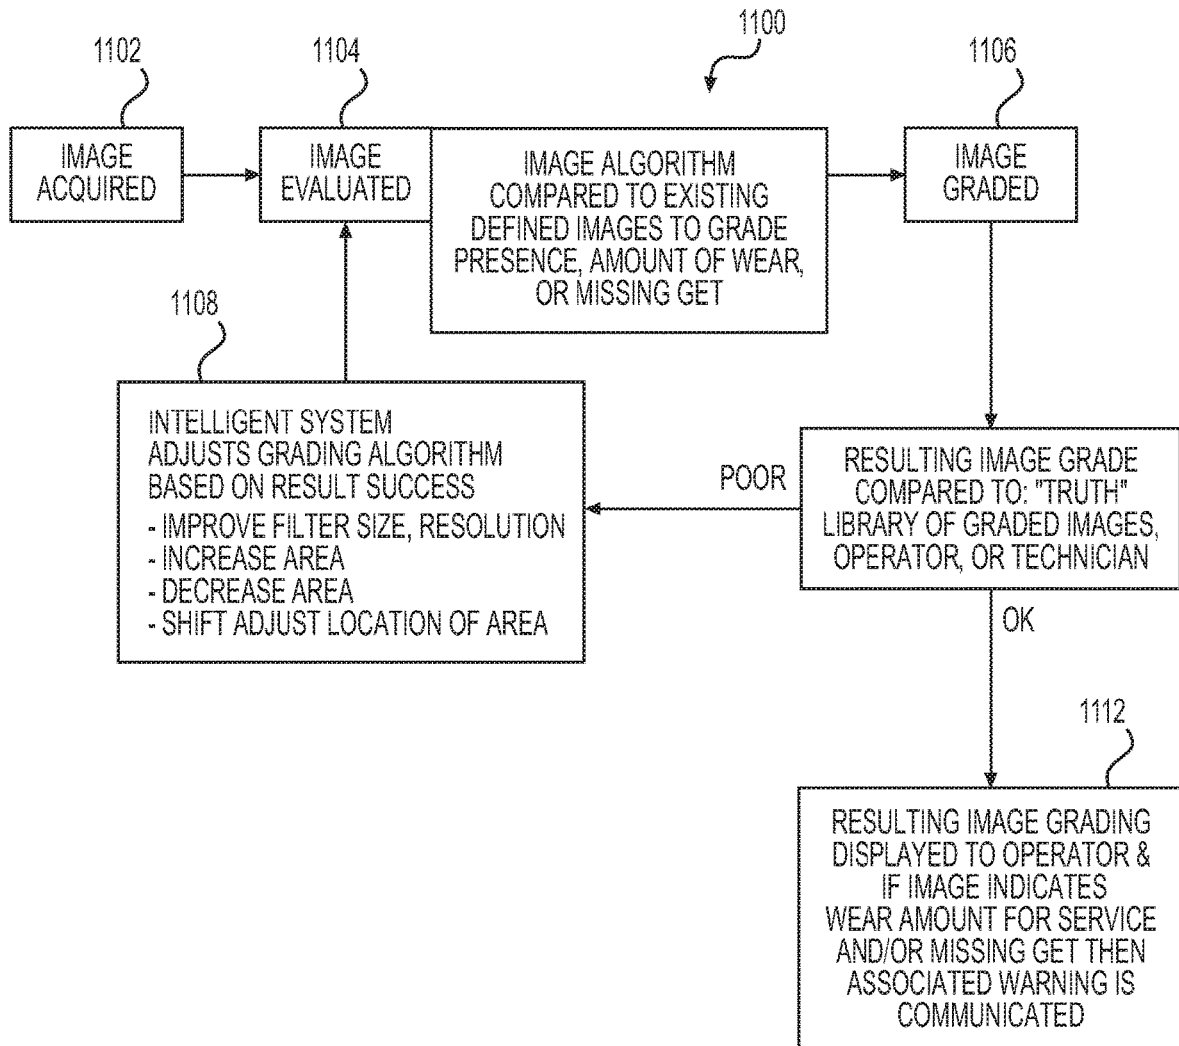 1100
1102
1104
1106
IMAGE
ACQUIRED
IMAGE
EVALUATED
IMAGE ALGORITHM
COMPARED TO EXISTING
DEFINED IMAGES TO GRADE
PRESENCE, AMOUNT OF WEAR,
OR MISSING GET
IMAGE
GRADED
1108
INTELLIGENT SYSTEM
ADJUSTS GRADING ALGORITHM
BASED ON RESULT SUCCESS
- IMPROVE FILTER SIZE, RESOLUTION
- INCREASE AREA
- DECREASE AREA
- SHIFT ADJUST LOCATION OF AREA
POOR
RESULTING IMAGE GRADE
COMPARED TO: "TRUTH"
LIBRARY OF GRADED IMAGES,
OPERATOR, OR TECHNICIAN
OK
1112
RESULTING IMAGE GRADING
DISPLAYED TO OPERATOR &
IF IMAGE INDICATES
WEAR AMOUNT FOR SERVICE
AND/OR MISSING GET THEN
ASSOCIATED WARNING IS
COMMUNICATED